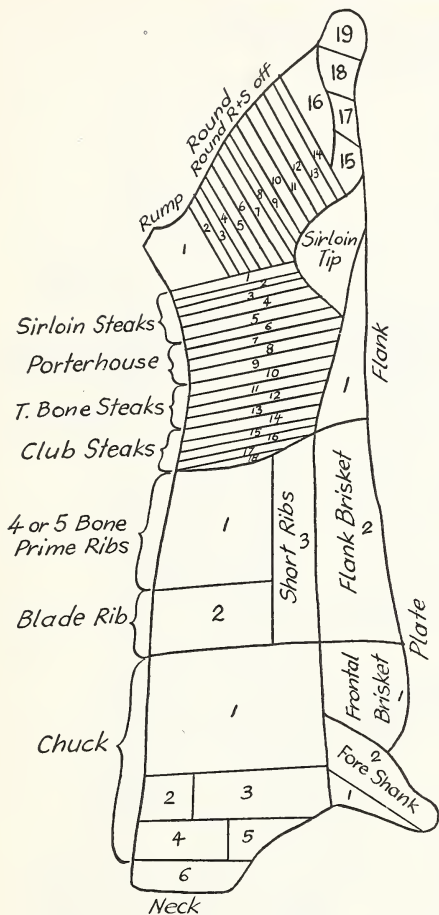 19
18
16
17
15
Round
Round R+S off
14
12
13
10
11
8
9
6
7
4
5
2
3
Rump
1
Sirloin
Tip
1
2
3
4
5
6
7
8
9
10
11
12
13
14
15
16
17
18
Sirloin Steaks
Porterhouse
T. Bone Steaks
Club Steaks
Flank
1
4 or 5 Bone
Prime Ribs
1
Short Ribs
3
Flank Brisket
2
Blade Rib
2
Plate
Frontal
Brisket
1
Chuck
1
2
Fore Shank
1
2
3
4
5
6
Neck